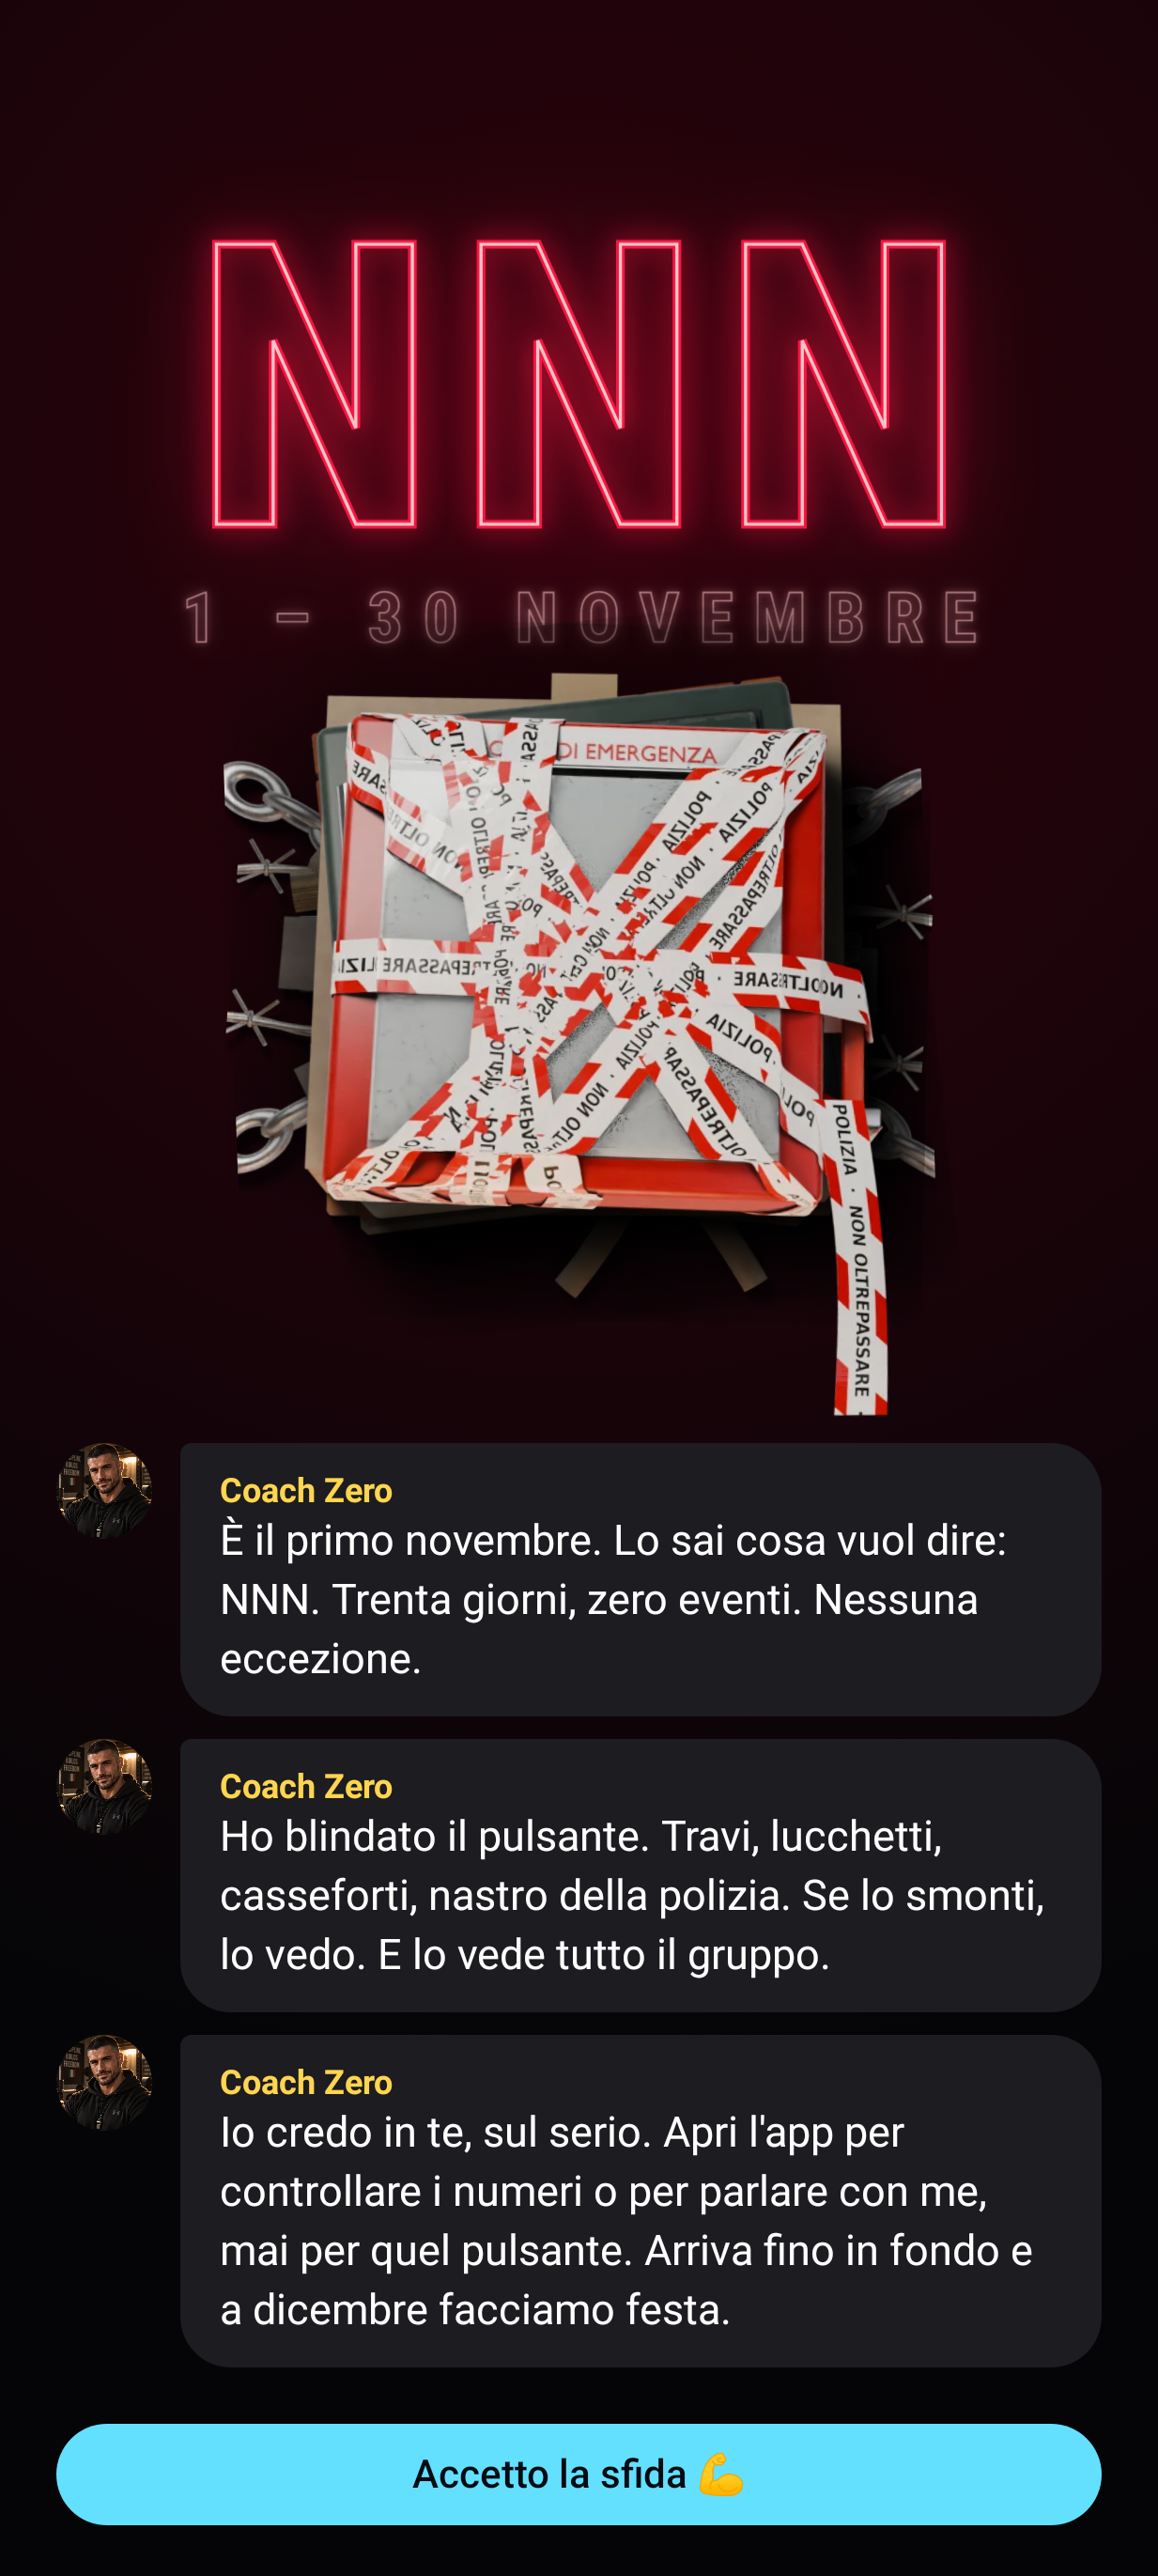 NNN
1 – 30 NOVEMBRE
DI EMERGENZA
POLIZIA · NON OLTREPASSARE ·
Coach Zero
È il primo novembre. Lo sai cosa vuol dire:
NNN. Trenta giorni, zero eventi. Nessuna
eccezione.
Coach Zero
Ho blindato il pulsante. Travi, lucchetti,
casseforti, nastro della polizia. Se lo smonti,
lo vedo. E lo vede tutto il gruppo.
Coach Zero
Io credo in te, sul serio. Apri l'app per
controllare i numeri o per parlare con me,
mai per quel pulsante. Arriva fino in fondo e
a dicembre facciamo festa.
Accetto la sfida 💪